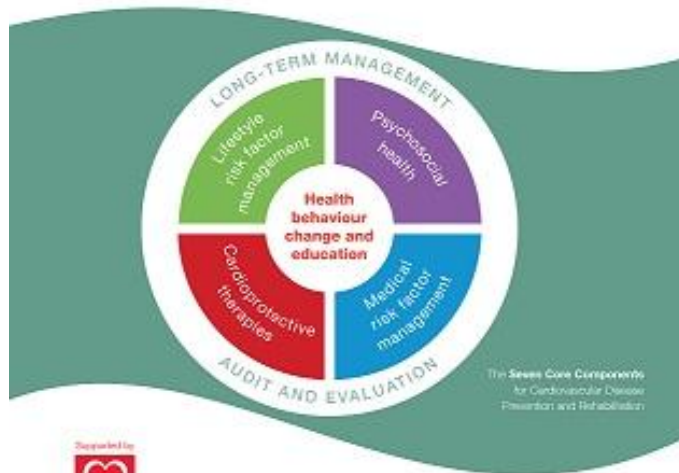 LONG-TERM MANAGEMENT
Lifestyle
risk factor
management
Psychosocial
health
Health
behaviour
change and
education
Cardioprotective
therapies
Medical
risk factor
management
AUDIT AND EVALUATION
The Seven Core Components
for Cardiovascular Disease
Prevention and Rehabilitation
Supported by